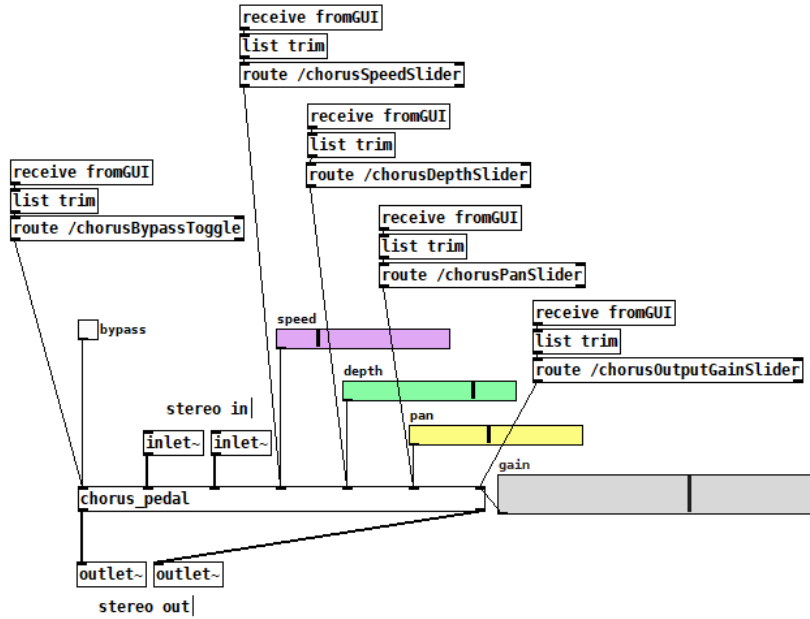 receive fromGUI
list trim
route /chorusSpeedSlider
receive fromGUI
list trim
route /chorusDepthSlider
receive fromGUI
list trim
route /chorusBypassToggle
receive fromGUI
list trim
route /chorusPanSlider
receive fromGUI
list trim
route /chorusOutputGainSlider
bypass
speed
depth
stereo in
pan
inlet~ inlet~
gain
chorus_pedal
outlet~ outlet~
stereo out